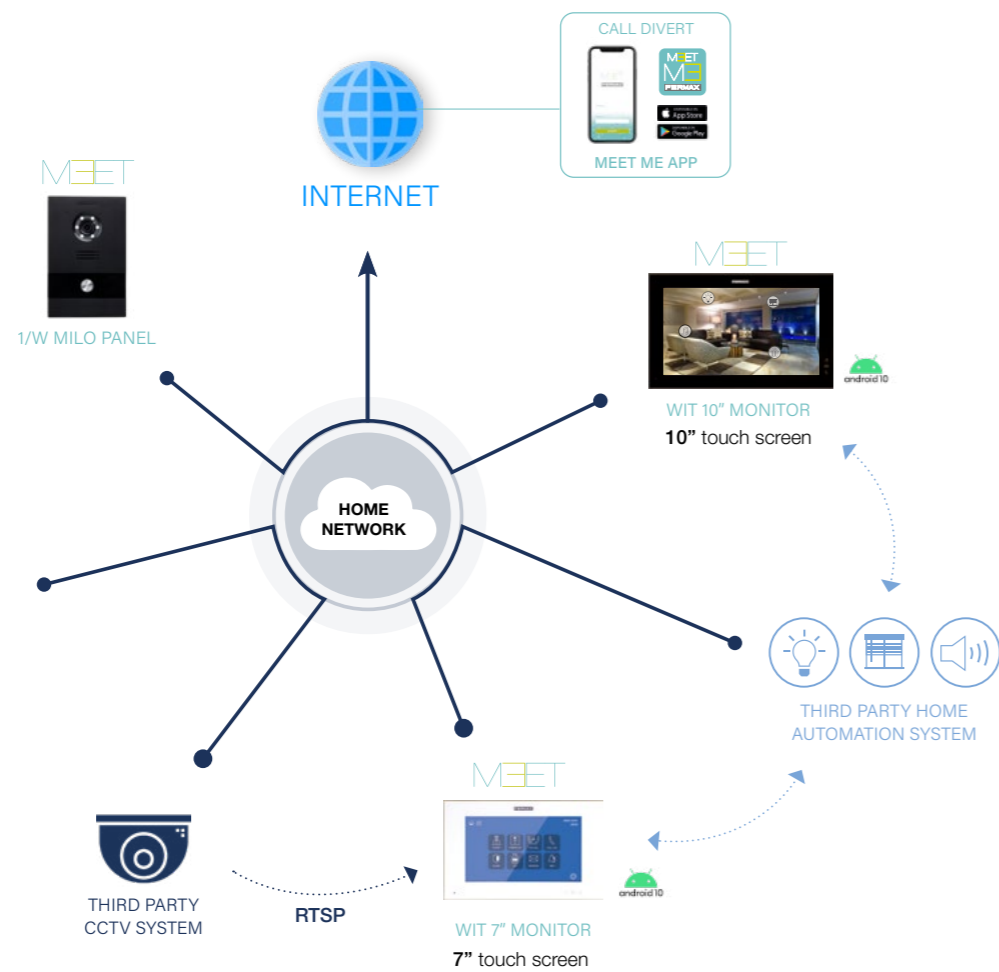 CALL DIVERT
MEET
ME
FERMAX
App Store
Google Play
MEET ME APP
INTERNET
MEET
1/W MILO PANEL
MEET
android 10
WIT 10” MONITOR
10” touch screen
HOME
NETWORK
THIRD PARTY HOME
AUTOMATION SYSTEM
MEET
android 10
THIRD PARTY
CCTV SYSTEM
RTSP
WIT 7” MONITOR
7” touch screen